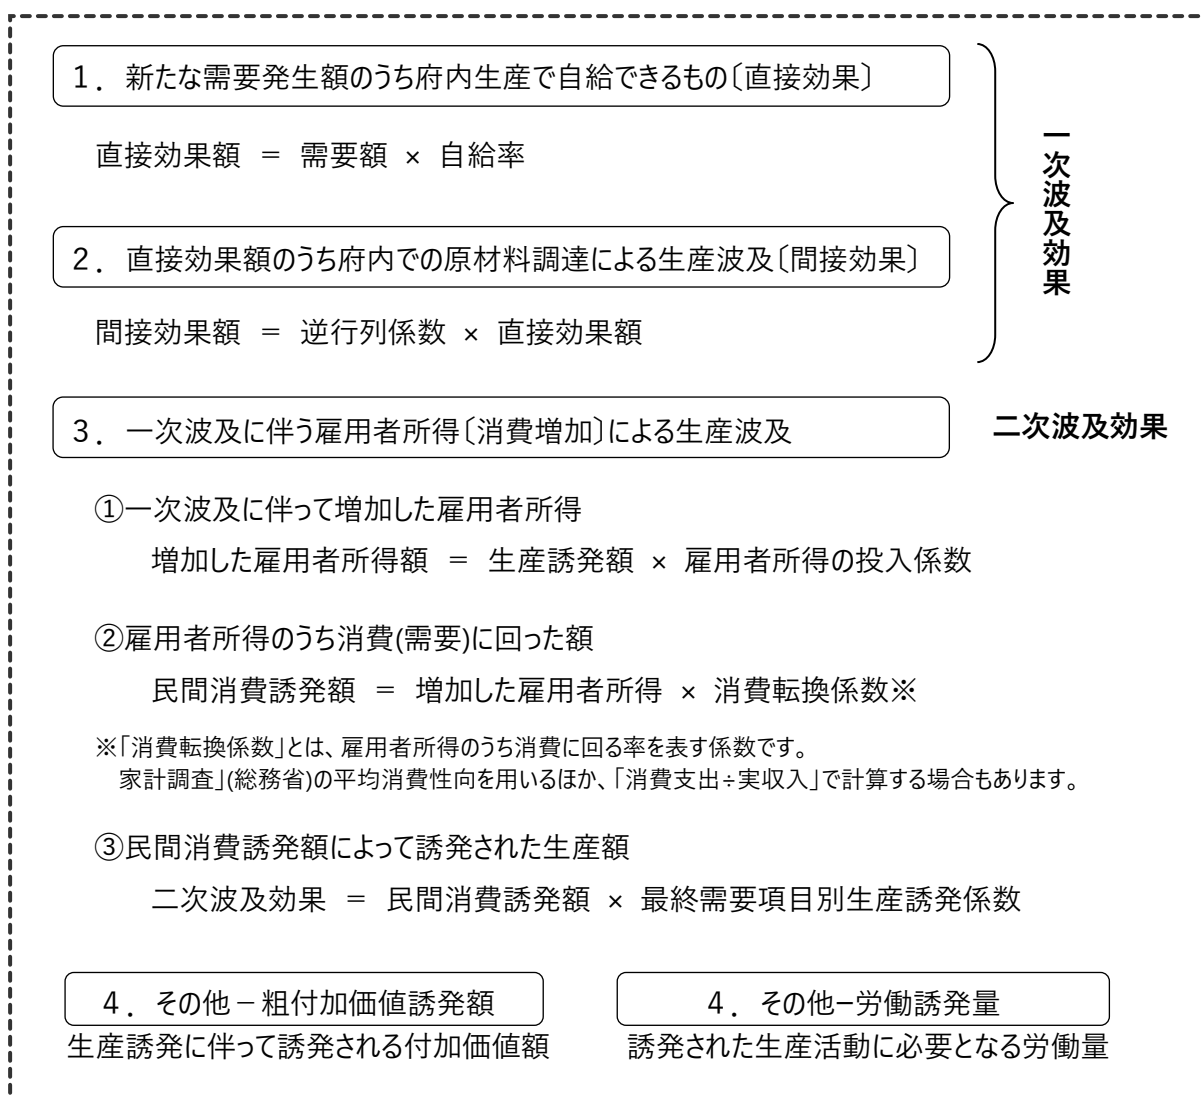 1．新たな需要発生額のうち府内生産で自給できるもの〔直接効果〕
直接効果額 ＝ 需要額 × 自給率
2．直接効果額のうち府内での原材料調達による生産波及〔間接効果〕
間接効果額 ＝ 逆行列係数 × 直接効果額
一次波及効果
3．一次波及に伴う雇用者所得〔消費増加〕による生産波及
二次波及効果
①一次波及に伴って増加した雇用者所得
増加した雇用者所得額 ＝ 生産誘発額 × 雇用者所得の投入係数
②雇用者所得のうち消費(需要)に回った額
民間消費誘発額 ＝ 増加した雇用者所得 × 消費転換係数※
※「消費転換係数」とは、雇用者所得のうち消費に回る率を表す係数です。
家計調査」(総務省)の平均消費性向を用いるほか、「消費支出÷実収入」で計算する場合もあります。
③民間消費誘発額によって誘発された生産額
二次波及効果 ＝ 民間消費誘発額 × 最終需要項目別生産誘発係数
4．その他－粗付加価値誘発額
生産誘発に伴って誘発される付加価値額
4．その他−労働誘発量
誘発された生産活動に必要となる労働量